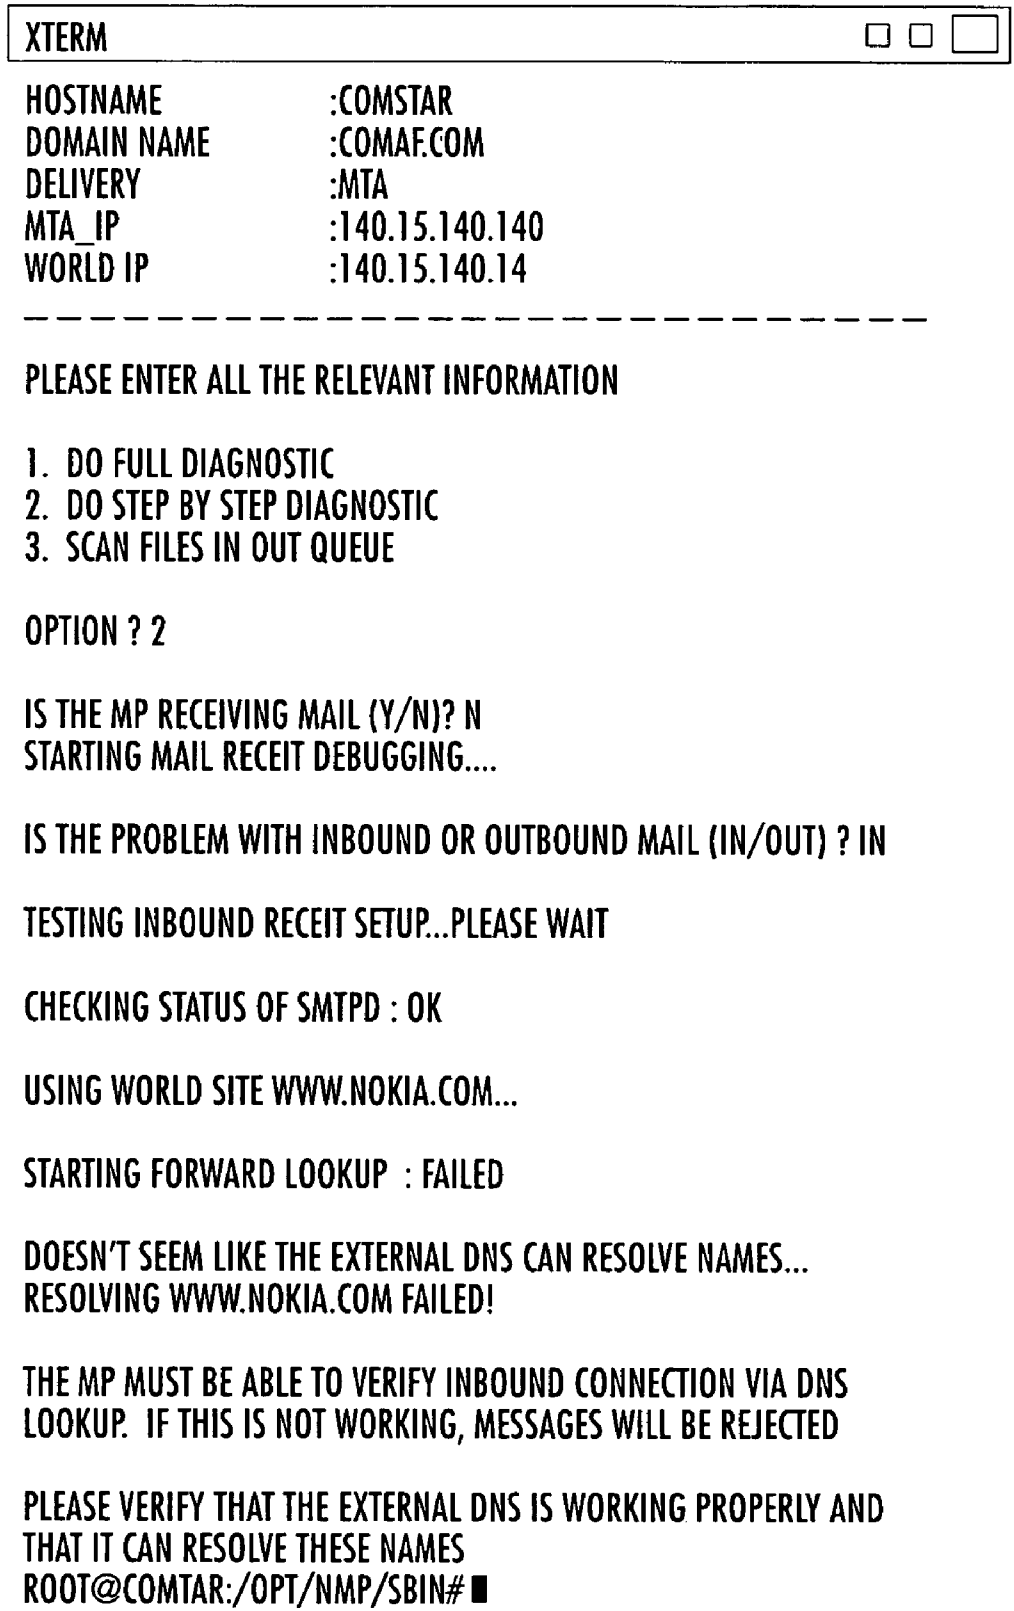 XTERM
HOSTNAME :COMSTAR
DOMAIN NAME :COMAF.COM
DELIVERY :MTA
MTA_IP :140.15.140.140
WORLD IP :140.15.140.14
PLEASE ENTER ALL THE RELEVANT INFORMATION
1. DO FULL DIAGNOSTIC
2. DO STEP BY STEP DIAGNOSTIC
3. SCAN FILES IN OUT QUEUE
OPTION ? 2
IS THE MP RECEIVING MAIL (Y/N)? N
STARTING MAIL RECEIT DEBUGGING....
IS THE PROBLEM WITH INBOUND OR OUTBOUND MAIL (IN/OUT) ? IN
TESTING INBOUND RECEIT SETUP...PLEASE WAIT
CHECKING STATUS OF SMTPD : OK
USING WORLD SITE WWW.NOKIA.COM...
STARTING FORWARD LOOKUP : FAILED
DOESN'T SEEM LIKE THE EXTERNAL DNS CAN RESOLVE NAMES...
RESOLVING WWW.NOKIA.COM FAILED!
THE MP MUST BE ABLE TO VERIFY INBOUND CONNECTION VIA DNS
LOOKUP. IF THIS IS NOT WORKING, MESSAGES WILL BE REJECTED
PLEASE VERIFY THAT THE EXTERNAL DNS IS WORKING PROPERLY AND
THAT IT CAN RESOLVE THESE NAMES
ROOT@COMTAR:/OPT/NMP/SBIN#